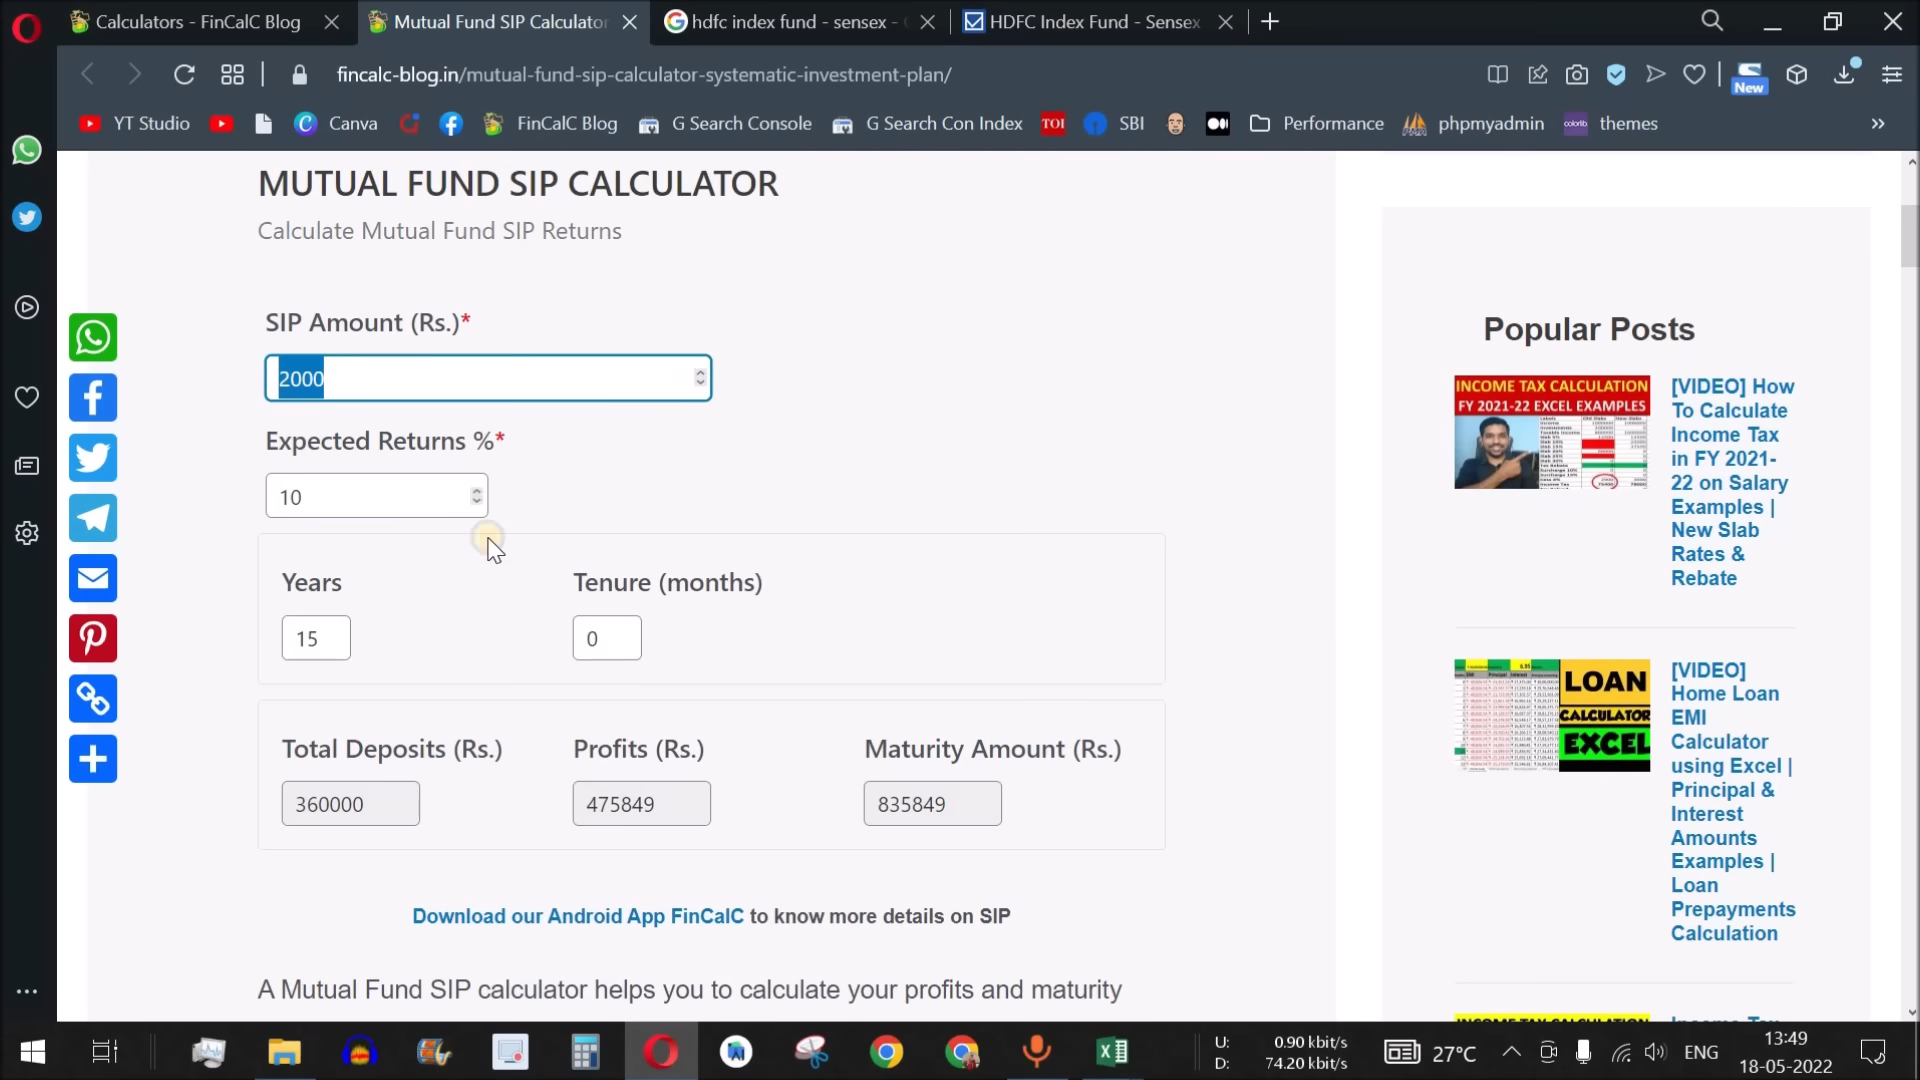 Calculators - FinCalC Blog
Mutual Fund SIP Calculator
hdfc index fund - sensex -
HDFC Index Fund - Sensex
fincalc-blog.in/mutual-fund-sip-calculator-systematic-investment-plan/
New
YT Studio
Canva
FinCalC Blog
G Search Console
G Search Con Index
TOI
SBI
Performance
phpmyadmin
themes
MUTUAL FUND SIP CALCULATOR
Calculate Mutual Fund SIP Returns
SIP Amount (Rs.)*
2000
Expected Returns %*
10
Years
Tenure (months)
15
0
Total Deposits (Rs.)
Profits (Rs.)
Maturity Amount (Rs.)
360000
475849
835849
Download our Android App FinCalC to know more details on SIP
A Mutual Fund SIP calculator helps you to calculate your profits and maturity
Popular Posts
INCOME TAX CALCULATION
FY 2021-22 EXCEL EXAMPLES
[VIDEO] How
To Calculate
Income Tax
in FY 2021-
22 on Salary
Examples |
New Slab
Rates &
Rebate
LOAN
CALCULATOR
EXCEL
[VIDEO]
Home Loan
EMI
Calculator
using Excel |
Principal &
Interest
Amounts
Examples |
Loan
Prepayments
Calculation
U: 0.90 kbit/s
D: 74.20 kbit/s
27°C
ENG
13:49
18-05-2022